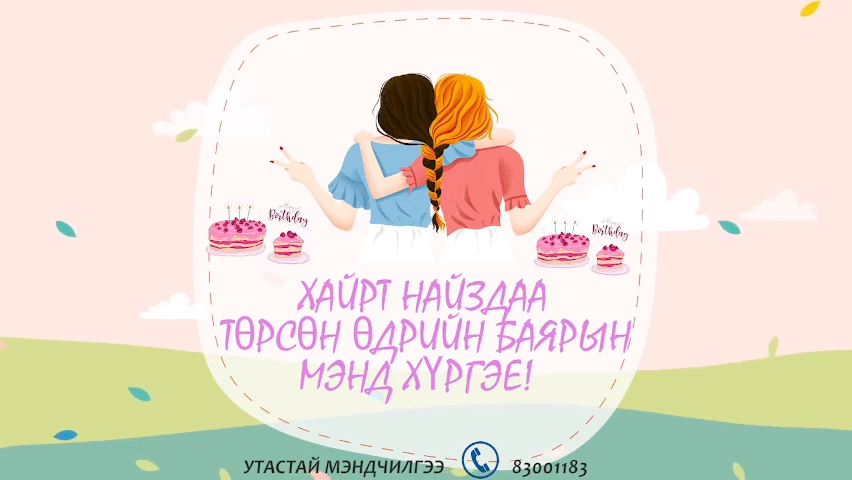 Birthday
Birthday
ХАЙРТ НАЙЗДАА
ТӨРСӨН ӨДРИЙН БАЯРЫН
МЭНД ХҮРГЭЕ!
УТАСТАЙ МЭНДЧИЛГЭЭ 83001183